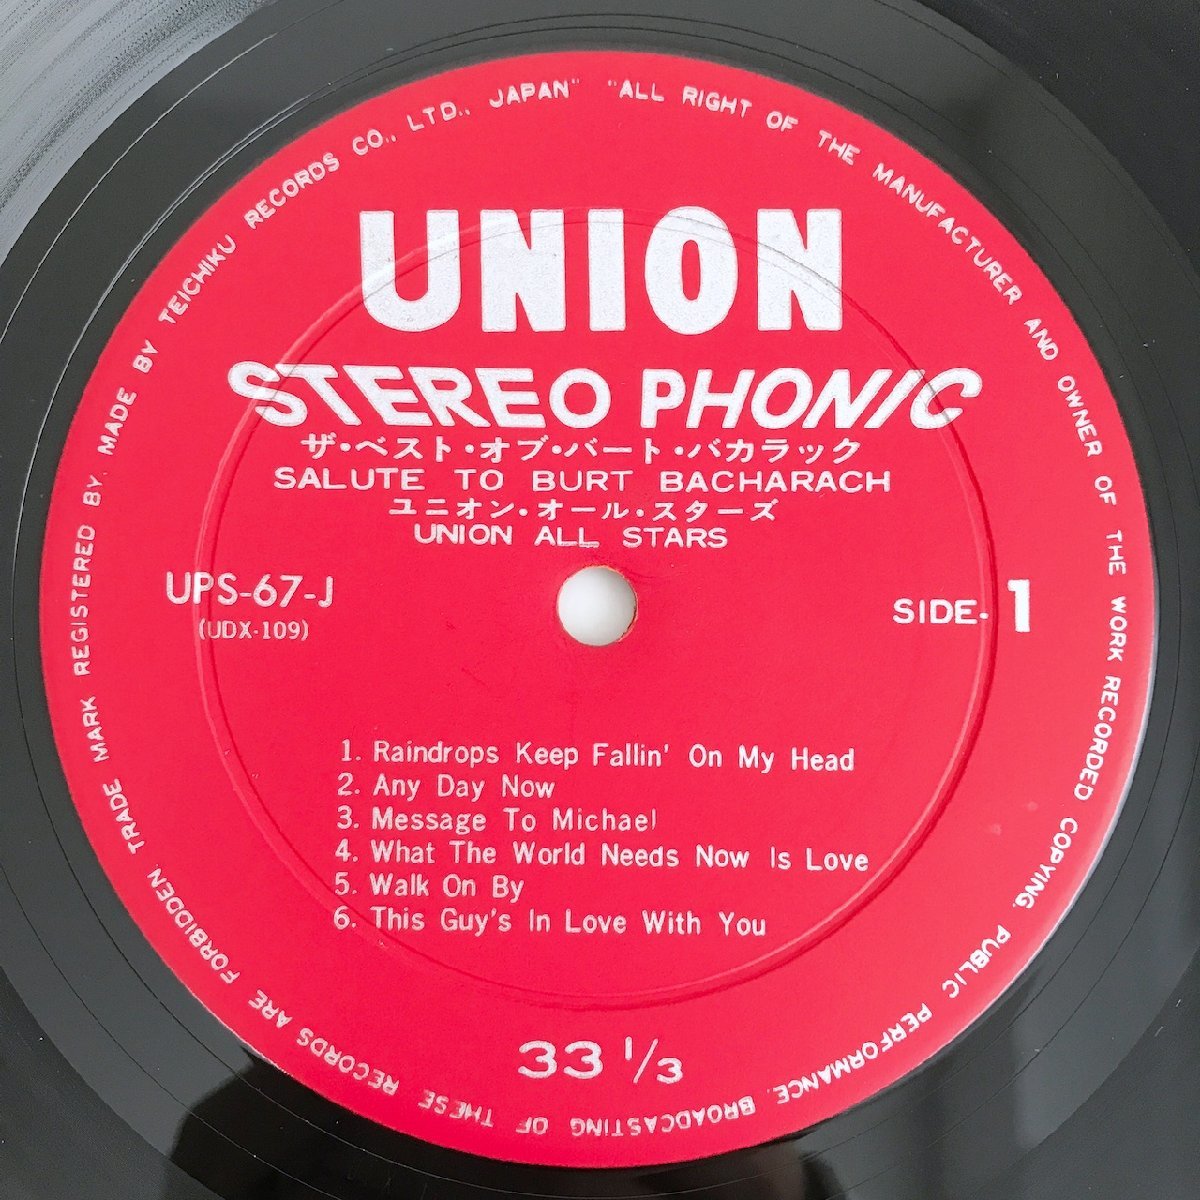 "ALL RIGHT OF THE MANUFACTURER AND OWNER OF THE WORK RECORDED COPYING. PUBLIC PERFORMANCE. BROADCASTING OF THESE RECORDS ARE FORBIDDEN. TRADE MARK REGISTERED BY. MADE BY TEICHIKU RECORDS CO., LTD., JAPAN"
UNION
STEREO PHONIC
ザ・ベスト・オブ・バート・バカラック
SALUTE TO BURT BACHARACH
ユニオン・オール・スターズ
UNION ALL STARS
UPS-67-J
(UDX-109)
SIDE. 1
1. Raindrops Keep Fallin' On My Head
2. Any Day Now
3. Message To Michael
4. What The World Needs Now Is Love
5. Walk On By
6. This Guy's In Love With You
33 1/3